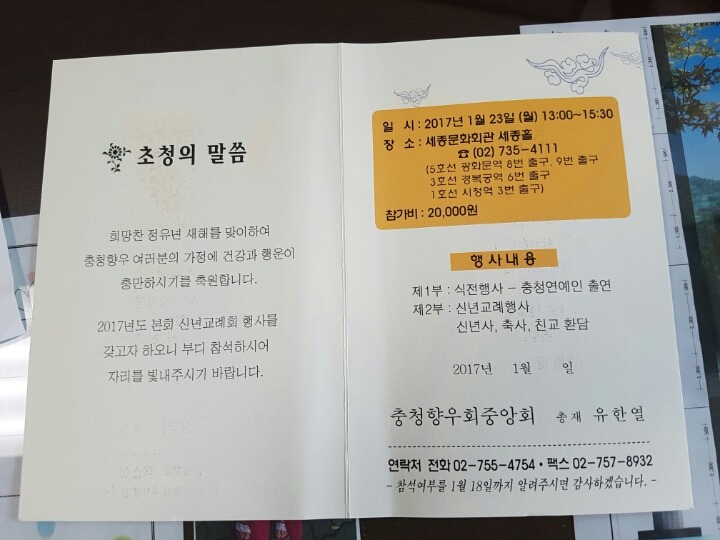 초청의 말씀
희망찬 정유년 새해를 맞이하여
충청향우 여러분의 가정에 건강과 행운이
충만하시기를 축원합니다.
2017년도 본회 신년교례회 행사를
갖고자 하오니 부디 참석하시어
자리를 빛내주시기 바랍니다.
일 시 : 2017년 1월 23일 (월) 13:00~15:30
장 소 : 세종문화회관 세종홀
☎ (02) 735-4111
(5호선 광화문역 8번 출구, 9번 출구
3호선 경복궁역 6번 출구
1호선 시청역 3번 출구)
참가비 : 20,000원
행사내용
제1부 : 식전행사 – 충청연예인 출연
제2부 : 신년교례행사
신년사, 축사, 친교 환담
2017년 1월 일
충청향우회중앙회 총재 유한열
연락처 전화 02-755-4754 • 팩스 02-757-8932
- 참석여부를 1월 18일까지 알려주시면 감사하겠습니다. -